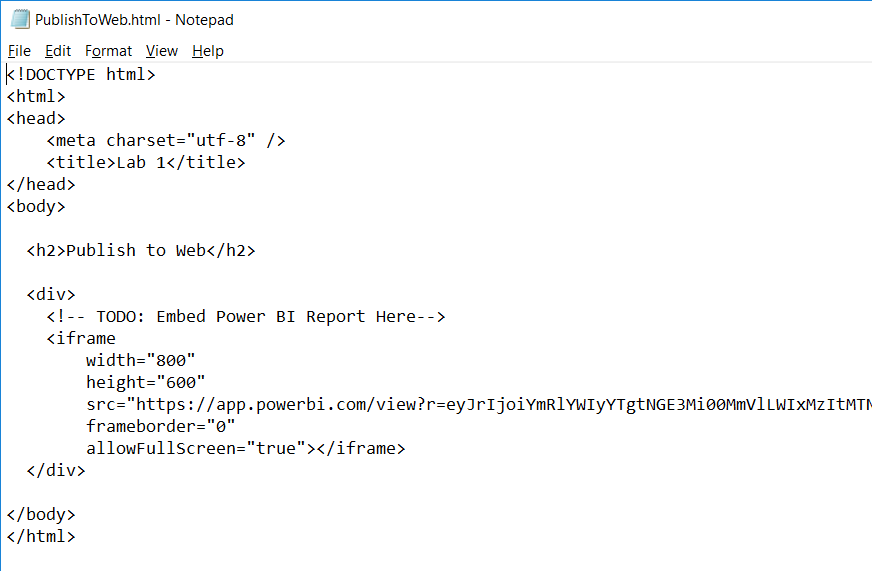 PublishToWeb.html - Notepad
File Edit Format View Help
<!DOCTYPE html>
<html>
<head>
    <meta charset="utf-8" />
    <title>Lab 1</title>
</head>
<body>

  <h2>Publish to Web</h2>

  <div>
    <!-- TODO: Embed Power BI Report Here-->
    <iframe
        width="800"
        height="600"
        src="https://app.powerbi.com/view?r=eyJrIjoiYmRlYWIyYTgtNGE3Mi00MmVlLWIxMzItMTN
        frameborder="0"
        allowFullScreen="true"></iframe>
  </div>

</body>
</html>